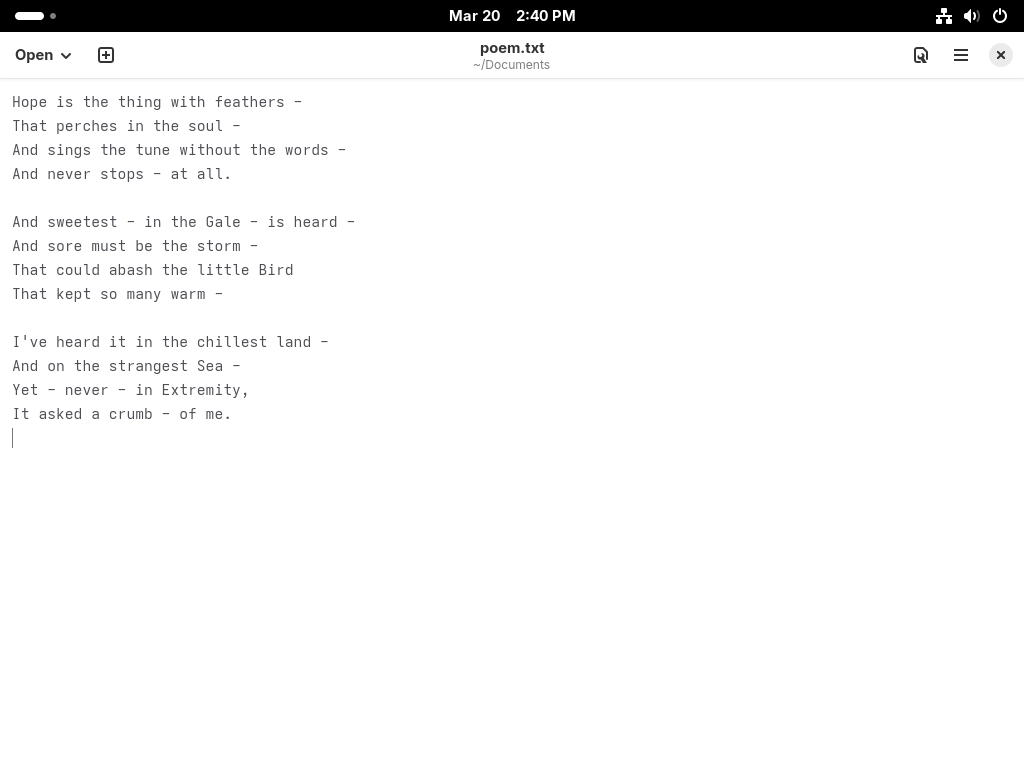 Mar 20 2:40 PM
Open
poem.txt
~/Documents
Hope is the thing with feathers –
That perches in the soul –
And sings the tune without the words –
And never stops – at all.

And sweetest – in the Gale – is heard –
And sore must be the storm –
That could abash the little Bird
That kept so many warm –

I've heard it in the chillest land –
And on the strangest Sea –
Yet – never – in Extremity,
It asked a crumb – of me.